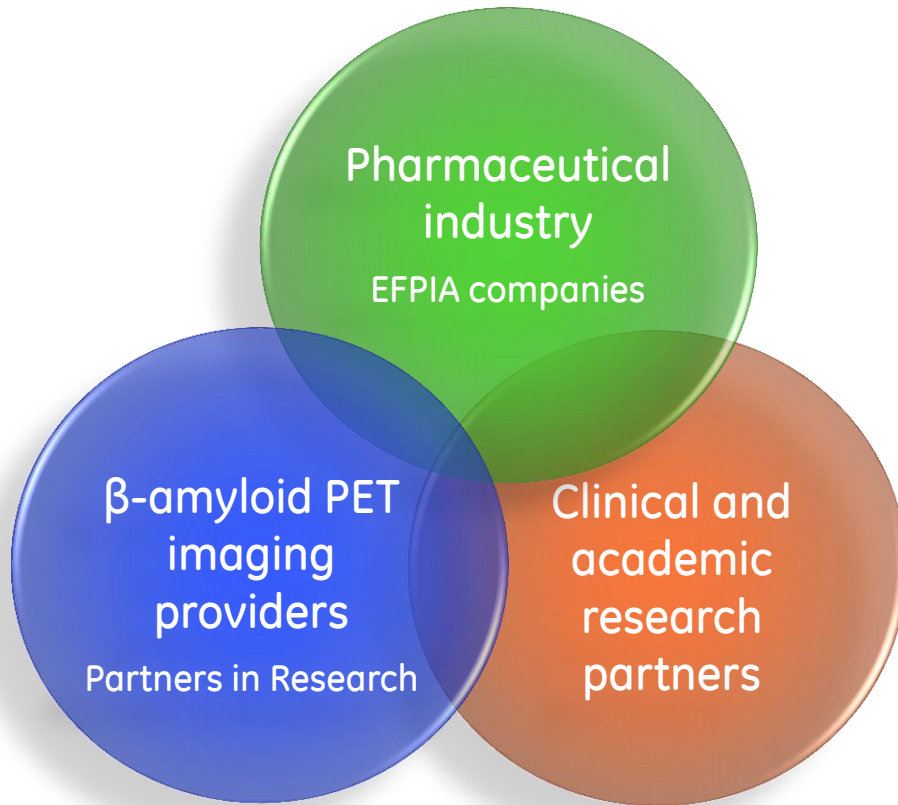 Pharmaceutical
industry
EFPIA companies
β-amyloid PET
imaging
providers
Partners in Research
Clinical and
academic
research
partners